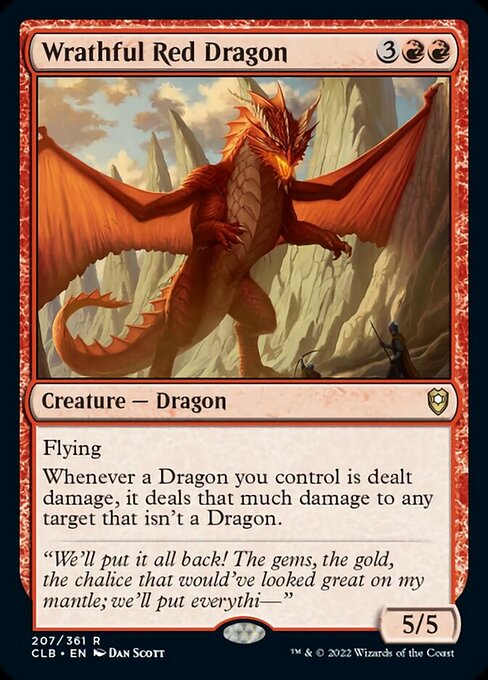 Wrathful Red Dragon 3
Creature — Dragon
Flying
Whenever a Dragon you control is dealt
damage, it deals that much damage to any
target that isn't a Dragon.
“We'll put it all back! The gems, the gold,
the chalice that would've looked great on my
mantle; we'll put everythi—”
5/5
207/361 R
CLB • EN Dan Scott
™ & © 2022 Wizards of the Coast